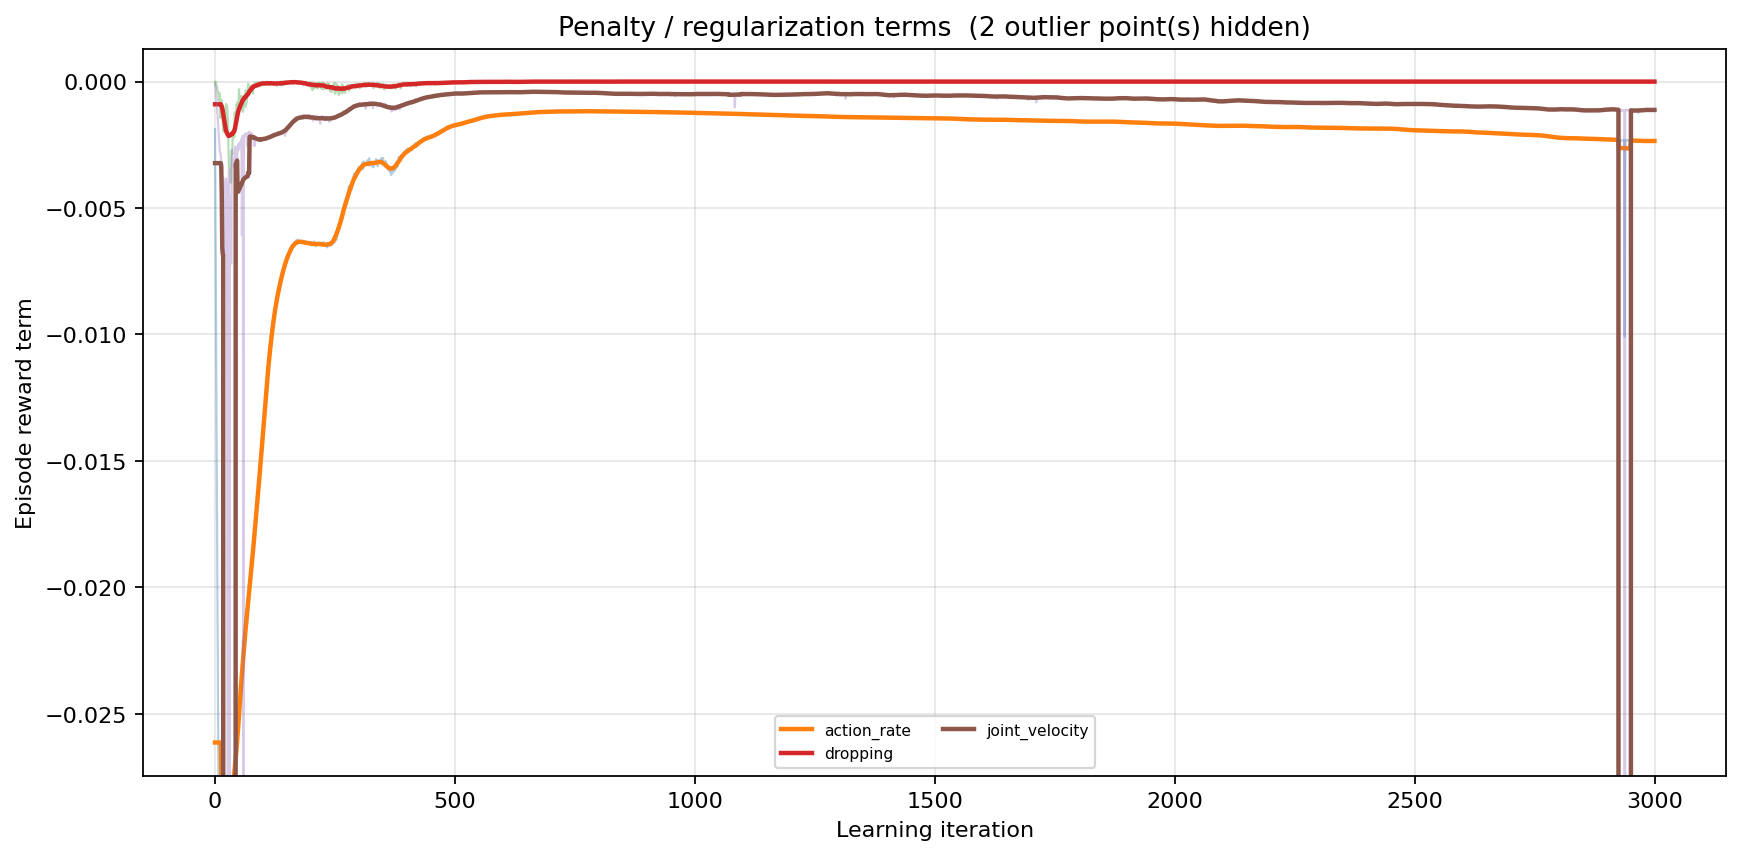 Penalty / regularization terms  (2 outlier point(s) hidden)
Episode reward term
0.000
−0.005
−0.010
−0.015
−0.020
−0.025
action_rate
dropping
joint_velocity
0 500 1000 1500 2000 2500 3000
Learning iteration